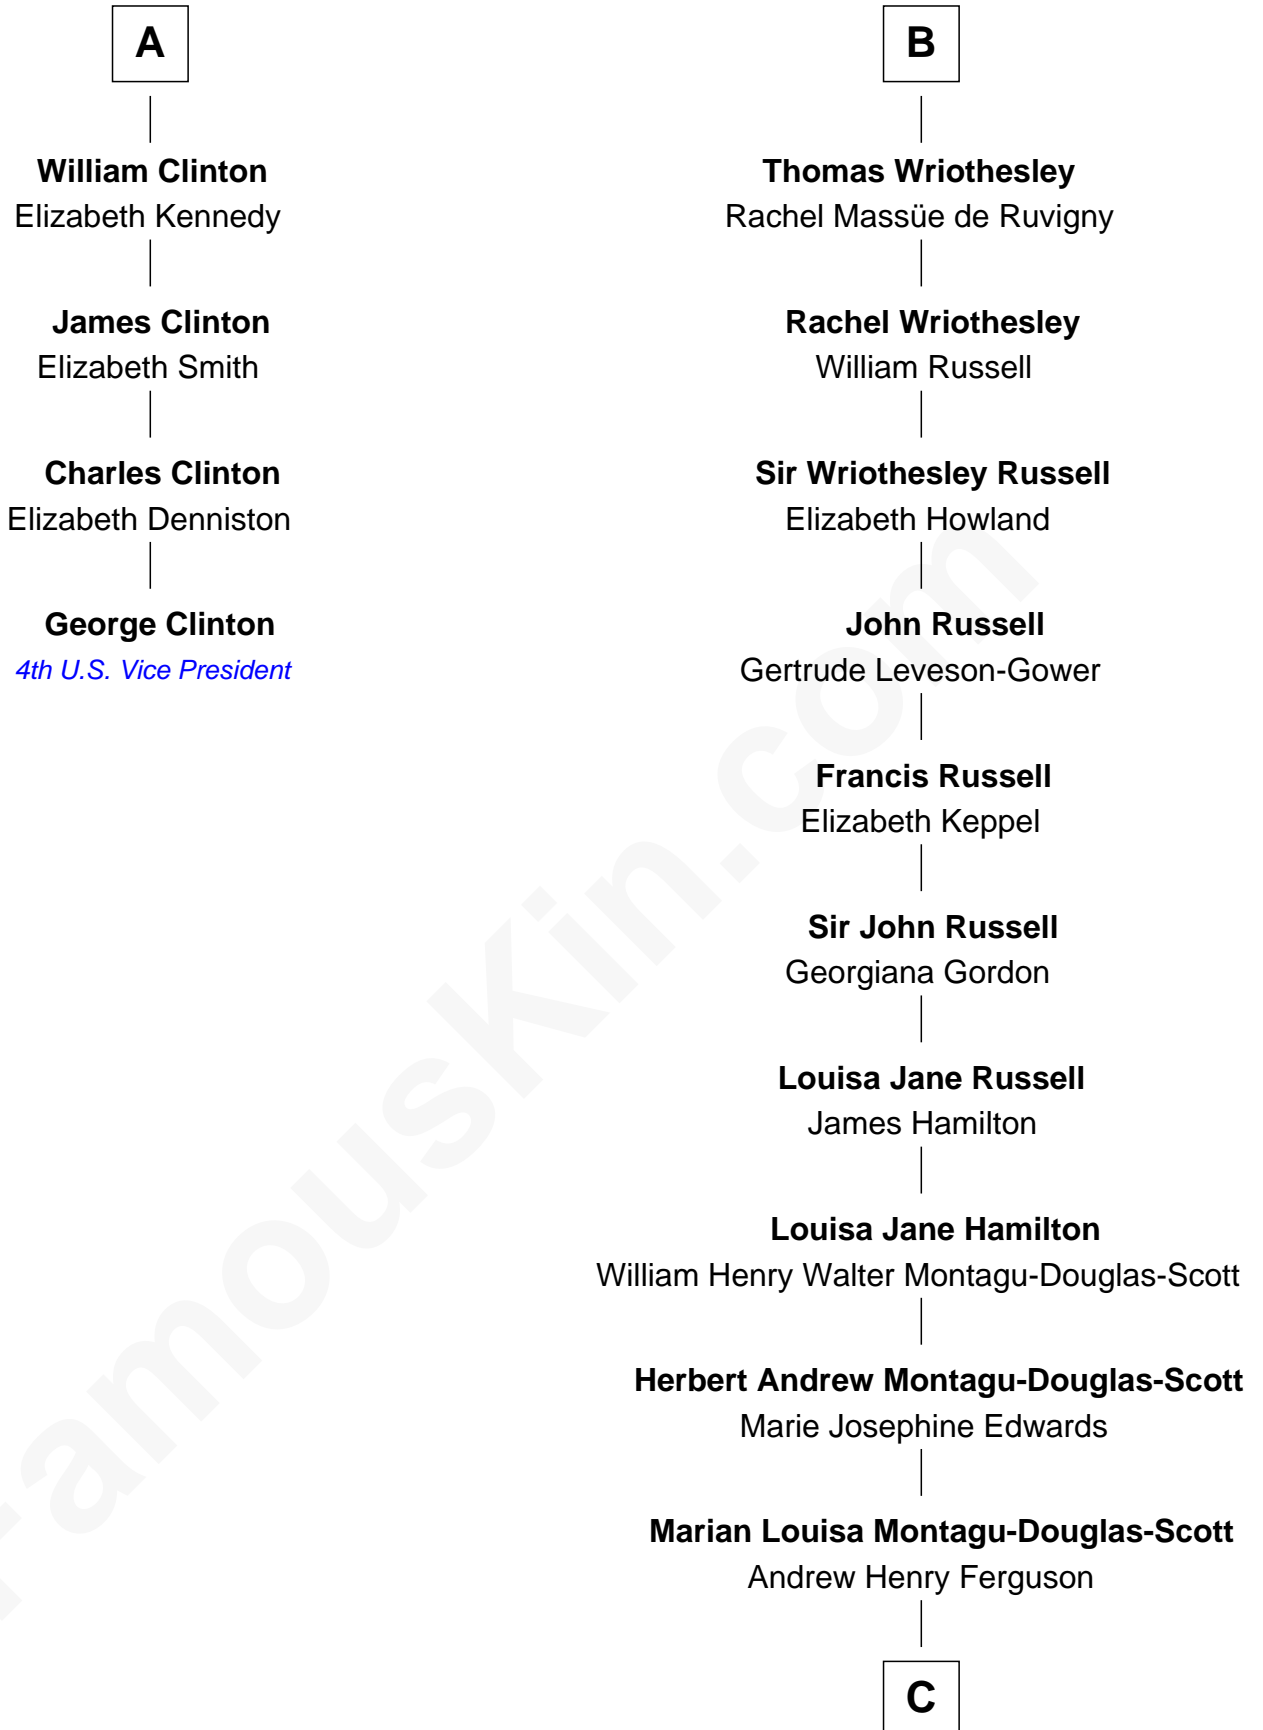 A
William Clinton
Elizabeth Kennedy
James Clinton
Elizabeth Smith
Charles Clinton
Elizabeth Denniston
George Clinton
4th U.S. Vice President
B
Thomas Wriothesley
Rachel Massüe de Ruvigny
Rachel Wriothesley
William Russell
Sir Wriothesley Russell
Elizabeth Howland
John Russell
Gertrude Leveson-Gower
Francis Russell
Elizabeth Keppel
Sir John Russell
Georgiana Gordon
Louisa Jane Russell
James Hamilton
Louisa Jane Hamilton
William Henry Walter Montagu-Douglas-Scott
Herbert Andrew Montagu-Douglas-Scott
Marie Josephine Edwards
Marian Louisa Montagu-Douglas-Scott
Andrew Henry Ferguson
C
FamousKin.com